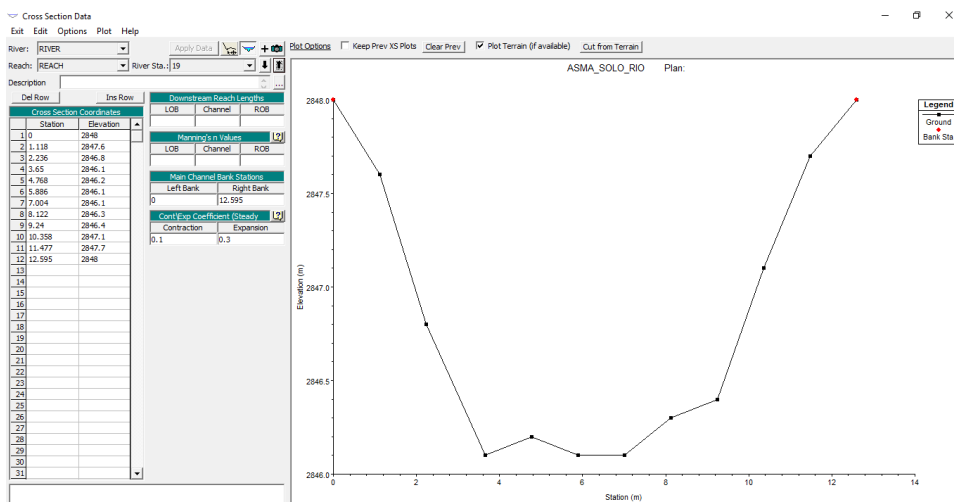 Cross Section Data
Exit Edit Options Plot Help
River: RIVER Apply Data Plot Options Keep Prev XS Plots Clear Prev Plot Terrain (if available) Cut from Terrain
Reach: REACH River Sta.: 19
Description ...
Del Row Ins Row
Cross Section Coordinates
Station Elevation
1 0 2848
2 1.118 2847.6
3 2.236 2846.8
4 3.65 2846.1
5 4.768 2846.2
6 5.886 2846.1
7 7.004 2846.1
8 8.122 2846.3
9 9.24 2846.4
10 10.358 2847.1
11 11.477 2847.7
12 12.595 2848
13
14
15
16
17
18
19
20
21
22
23
24
25
26
27
28
29
30
31
Downstream Reach Lengths
LOB Channel ROB
Manning's n Values
LOB Channel ROB
Main Channel Bank Stations
Left Bank Right Bank
0 12.595
Cont\Exp Coefficient (Steady
Contraction Expansion
0.1 0.3
ASMA_SOLO_RIO Plan:
Legend
Ground
Bank Sta
Elevation (m)
2848.0
2847.5
2847.0
2846.5
2846.0
0 2 4 6 8 10 12 14
Station (m)